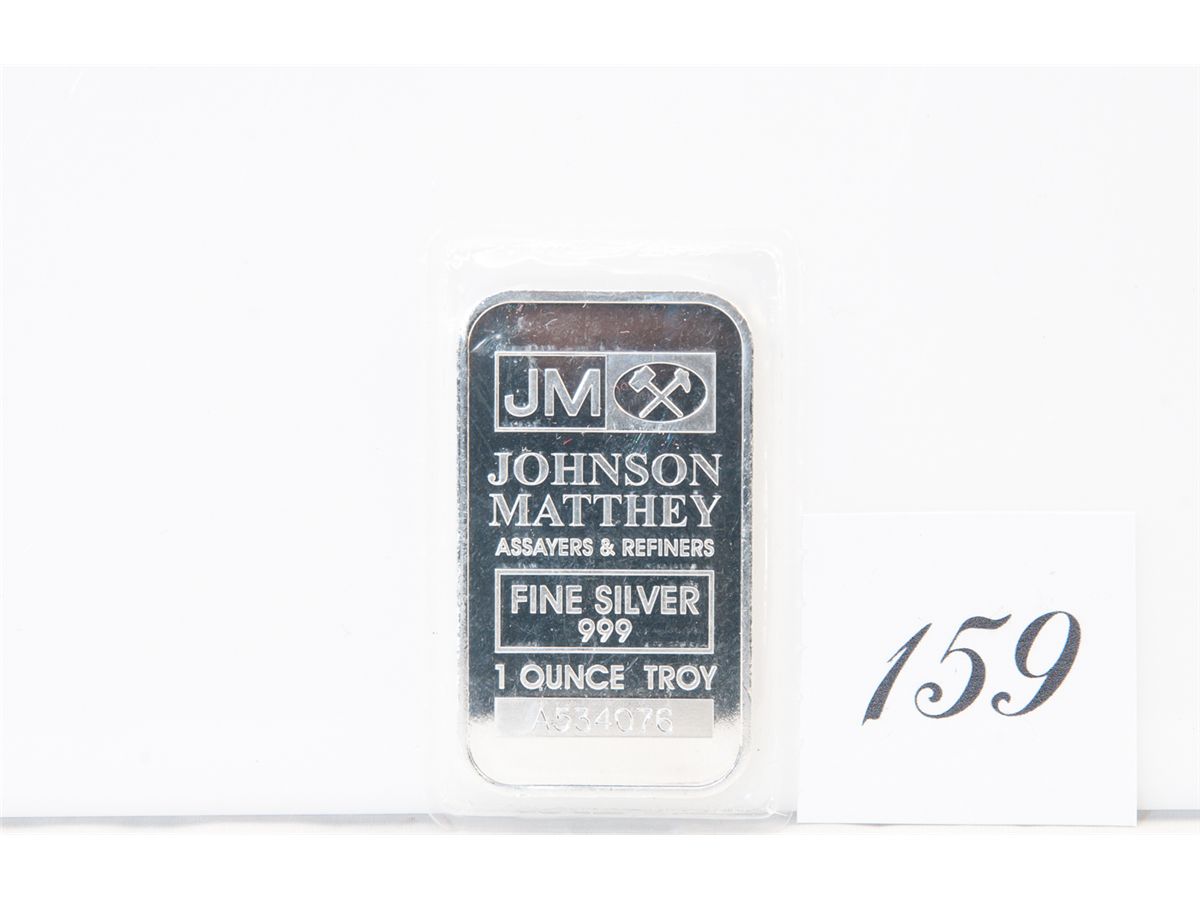 JM
JOHNSON
MATTHEY
ASSAYERS & REFINERS
FINE SILVER
999
1 OUNCE TROY
A534076
159